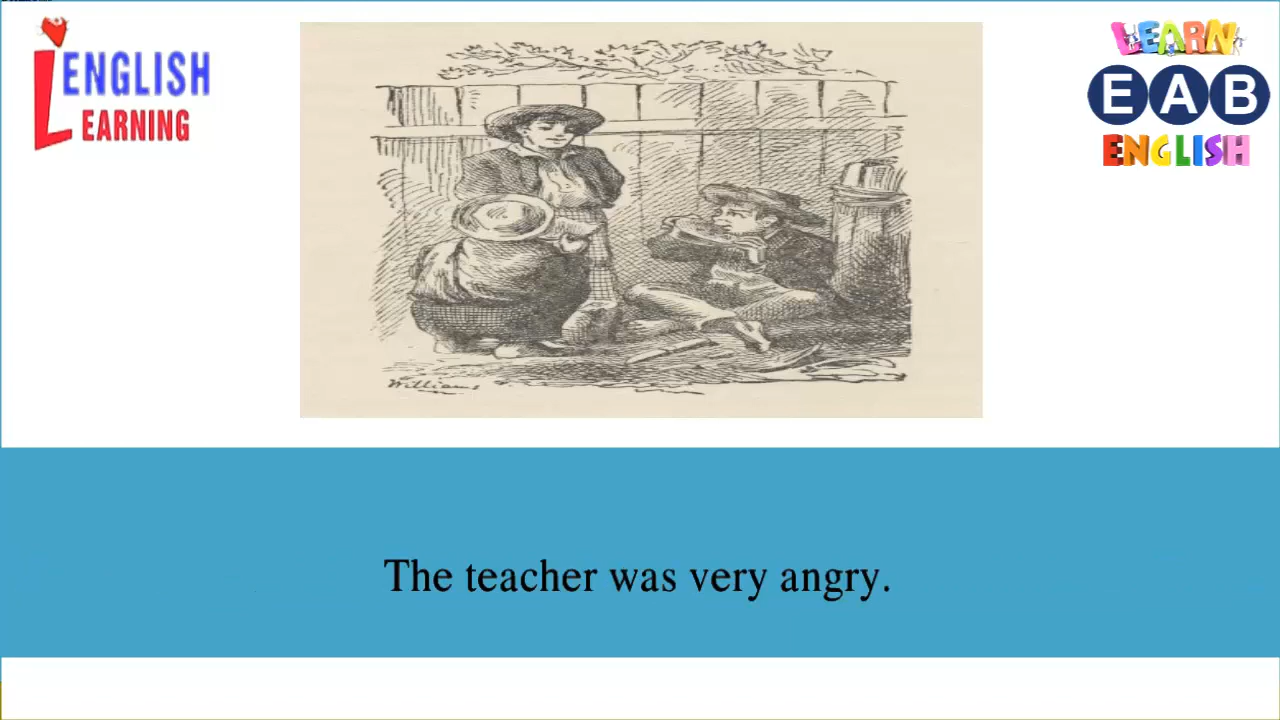 ENGLISH
LEARNING
LEARN
EAB
ENGLISH
Williams
The teacher was very angry.